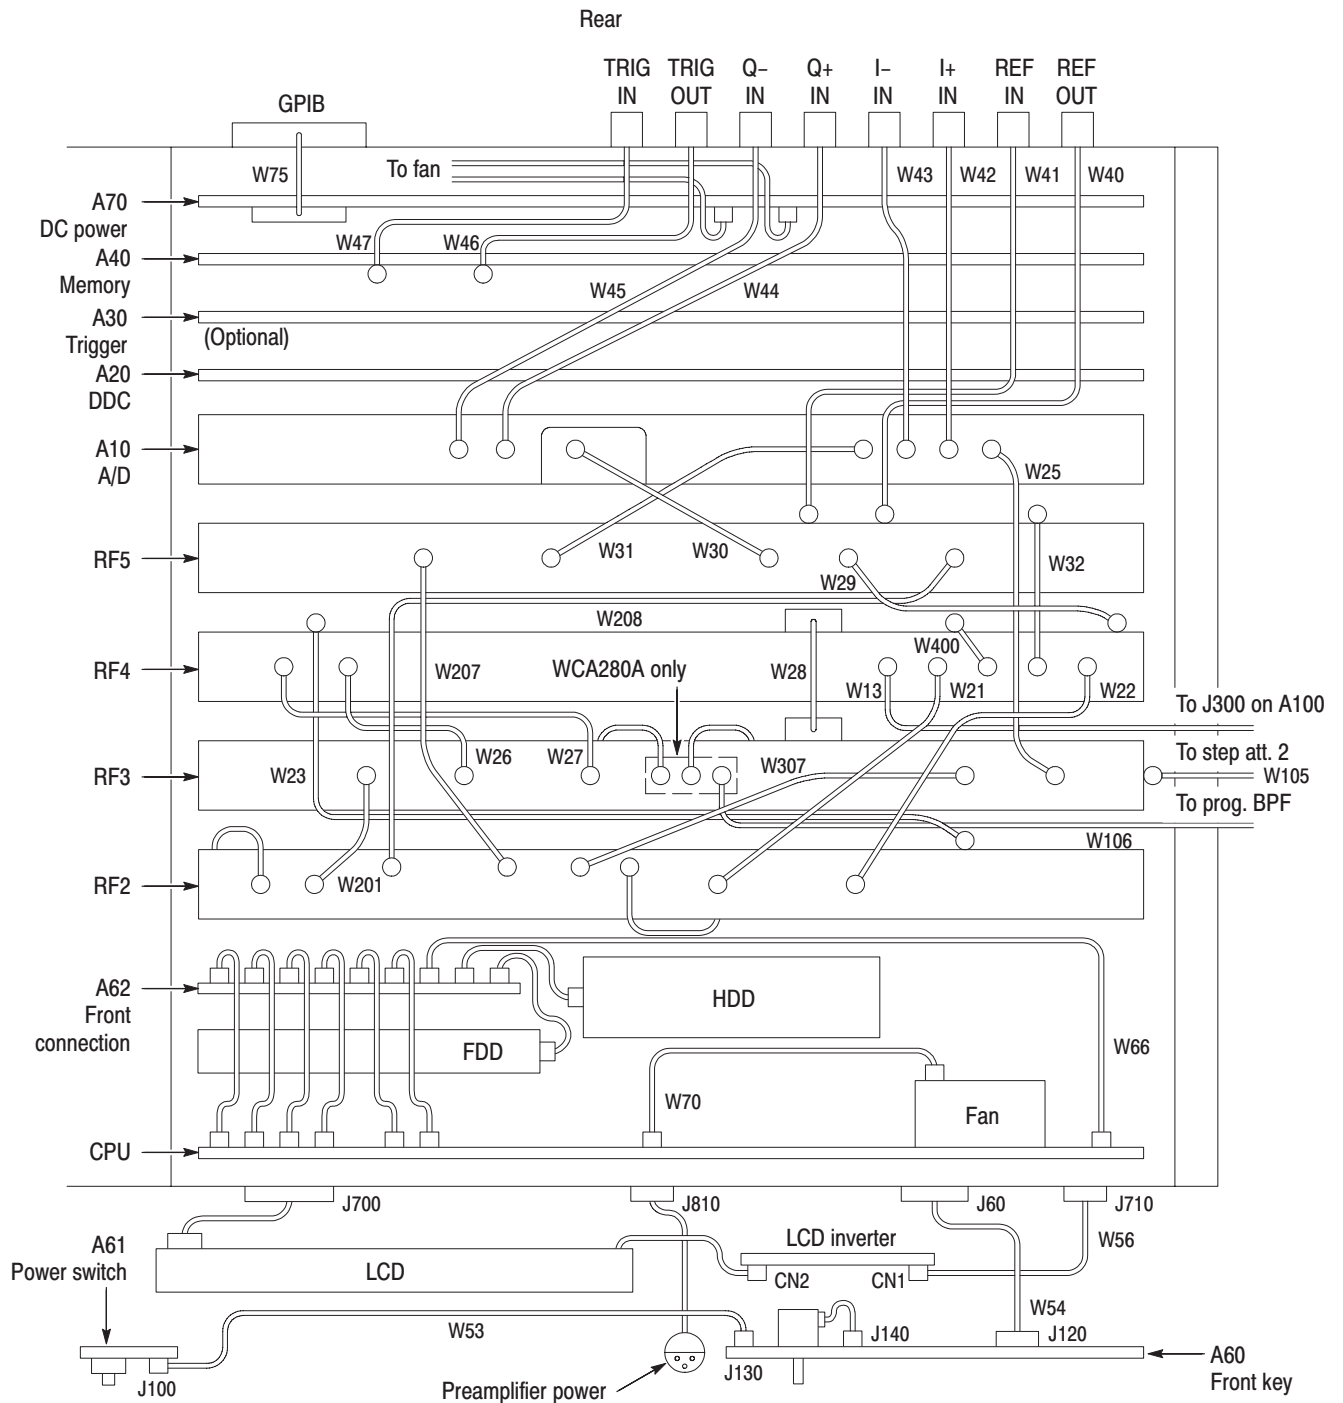 Rear
TRIG IN
TRIG OUT
Q– IN
Q+ IN
I– IN
I+ IN
REF IN
REF OUT
GPIB
W75
To fan
W43
W42
W41
W40
A70
DC power
W47
W46
A40
Memory
W45
W44
A30
Trigger
(Optional)
A20
DDC
A10
A/D
W25
RF5
W31
W30
W29
W32
W208
W400
RF4
W207
WCA280A only
W28
W13
W21
W22
To J300 on A100
To step att. 2
W105
To prog. BPF
RF3
W23
W26
W27
W307
W106
RF2
W201
A62
Front
connection
HDD
FDD
W66
W70
Fan
CPU
J700
J810
J60
J710
A61
Power switch
LCD
LCD inverter
CN2
CN1
W56
W53
W54
J130
J140
J120
J100
Preamplifier power
A60
Front key